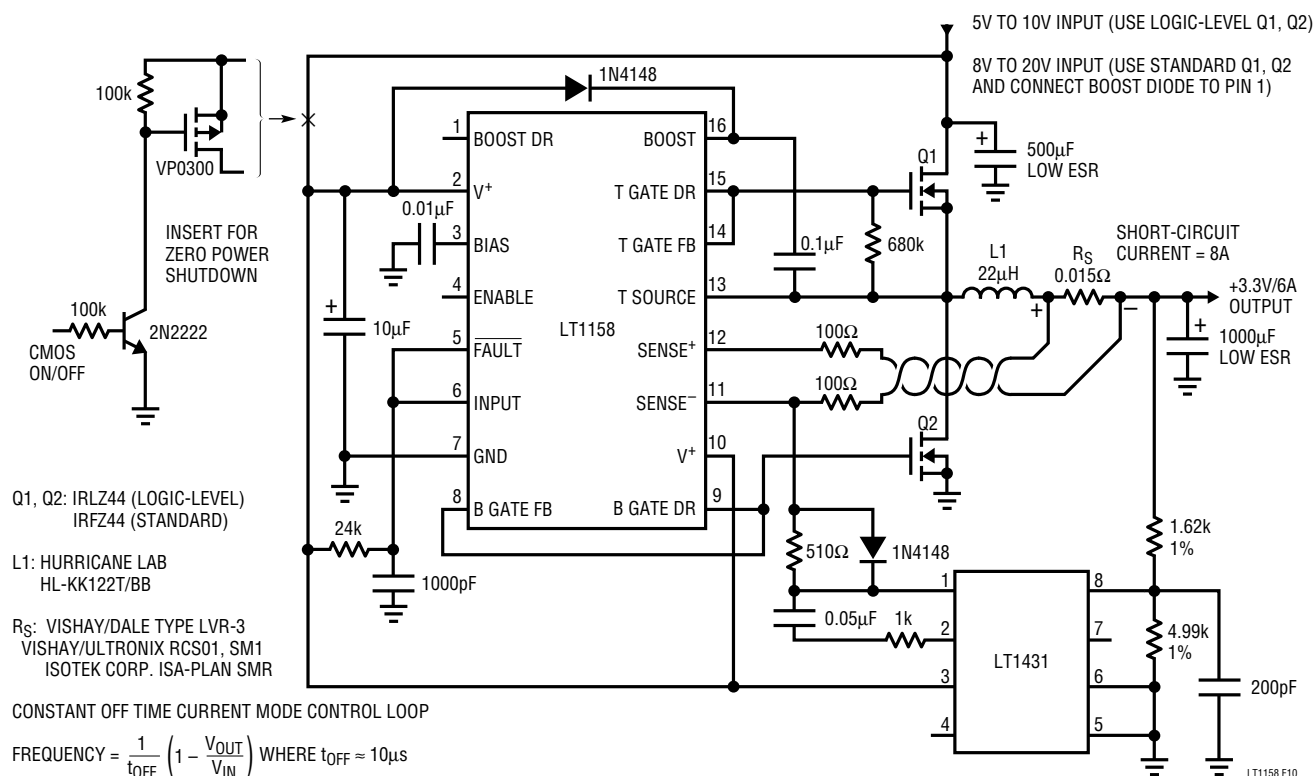 5V TO 10V INPUT (USE LOGIC-LEVEL Q1, Q2)
8V TO 20V INPUT (USE STANDARD Q1, Q2
AND CONNECT BOOST DIODE TO PIN 1)
100k
VP0300
INSERT FOR
ZERO POWER
SHUTDOWN
100k
2N2222
CMOS
ON/OFF
1N4148
1
BOOST DR
2
V+
0.01µF
3
BIAS
4
ENABLE
5
FAULT
6
INPUT
7
GND
8
B GATE FB
LT1158
16
BOOST
15
T GATE DR
14
T GATE FB
13
T SOURCE
12
SENSE+
11
SENSE–
10
V+
9
B GATE DR
+
10µF
24k
1000pF
0.1µF
680k
Q1
+
500µF
LOW ESR
L1
22µH
RS
0.015Ω
+
–
SHORT-CIRCUIT
CURRENT = 8A
+3.3V/6A
OUTPUT
+
1000µF
LOW ESR
100Ω
100Ω
Q2
510Ω
1N4148
0.05µF
1k
1
2
3
4
LT1431
8
7
6
5
1.62k
1%
4.99k
1%
200pF
Q1, Q2: IRLZ44 (LOGIC-LEVEL)
IRFZ44 (STANDARD)
L1: HURRICANE LAB
HL-KK122T/BB
RS: VISHAY/DALE TYPE LVR-3
VISHAY/ULTRONIX RCS01, SM1
ISOTEK CORP. ISA-PLAN SMR
CONSTANT OFF TIME CURRENT MODE CONTROL LOOP
FREQUENCY = 1/tOFF (1 – VOUT/VIN) WHERE tOFF ≈ 10µs
LT1158 F10